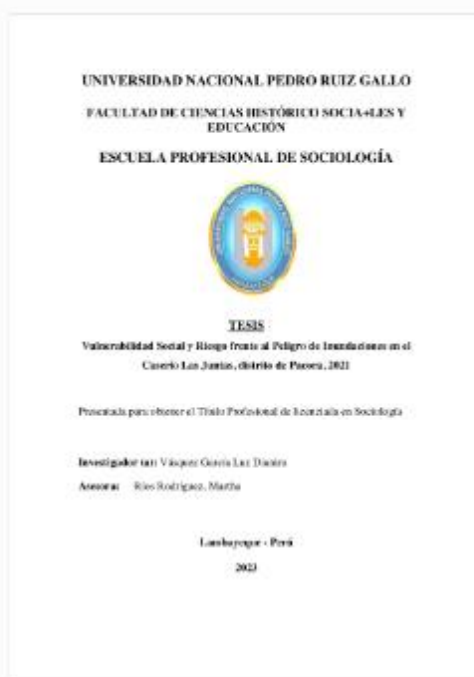 UNIVERSIDAD NACIONAL PEDRO RUIZ GALLO
FACULTAD DE CIENCIAS HISTÓRICO SOCIA+LES Y
EDUCACIÓN
ESCUELA PROFESIONAL DE SOCIOLOGÍA
TESIS
Vulnerabilidad Social y Riesgo frente al Peligro de Inundaciones en el
Caserío Las Juntas, distrito de Pacora, 2021
Presentada para obtener el Título Profesional de licenciada en Sociología
Investigador Vásquez García Luz
Asesora: Ríos Rodríguez, Martha
Lambayeque - Perú
2023